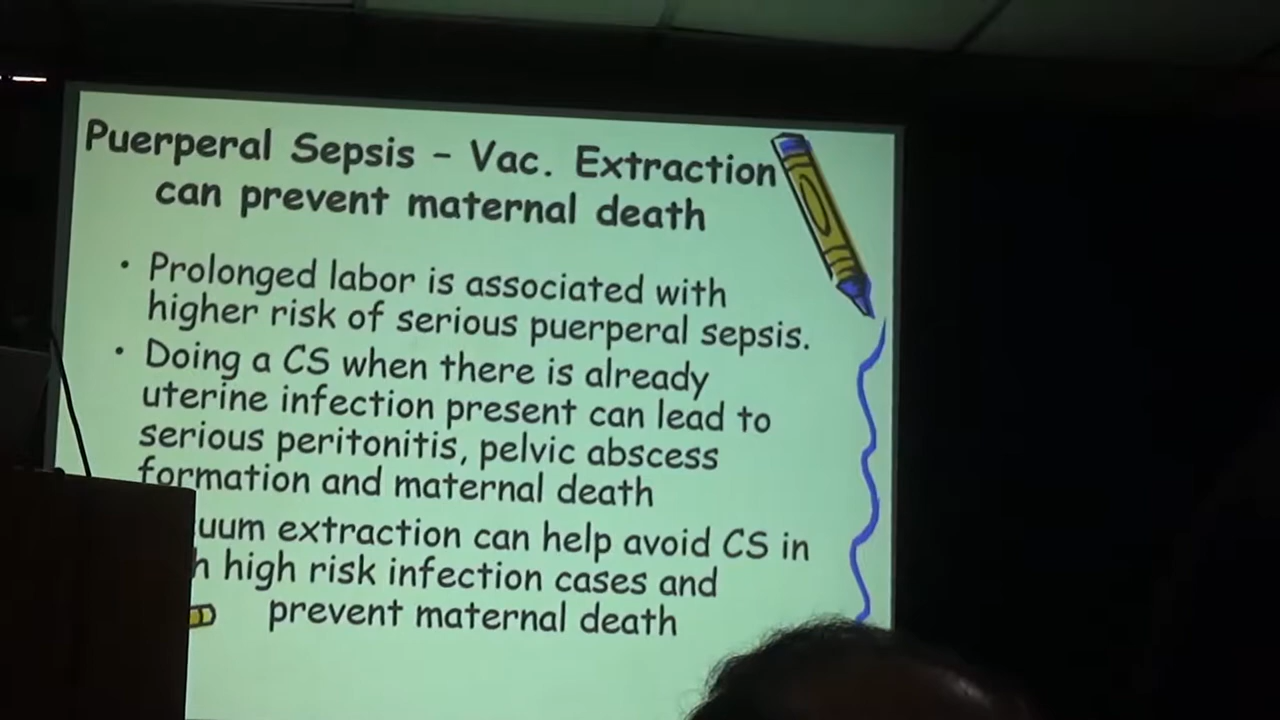 Puerperal Sepsis - Vac. Extraction
can prevent maternal death
• Prolonged labor is associated with
higher risk of serious puerperal sepsis.
• Doing a CS when there is already
uterine infection present can lead to
serious peritonitis, pelvic abscess
formation and maternal death
extraction can help avoid CS in
high risk infection cases and
prevent maternal death